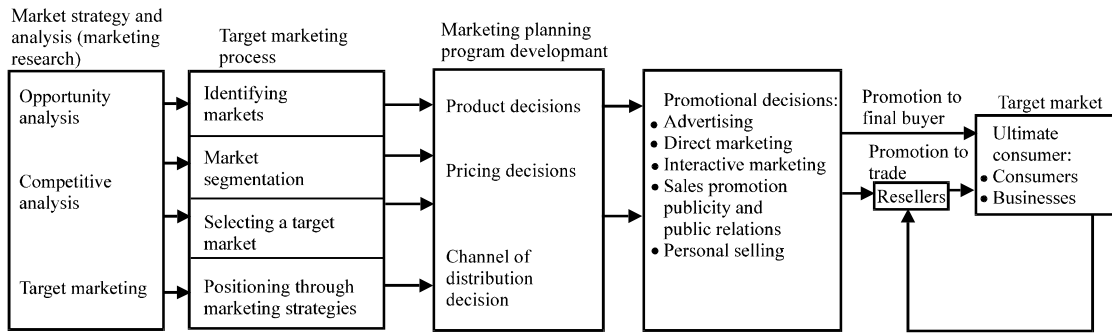 Market strategy and
analysis (marketing
research)
Opportunity
analysis
Competitive
analysis
Target marketing
Target marketing
process
Identifying
markets
Market
segmentation
Selecting a target
market
Positioning through
marketing strategies
Marketing planning
program developmant
Product decisions
Pricing decisions
Channel of
distribution
decision
Promotional decisions:
• Advertising
• Direct marketing
• Interactive marketing
• Sales promotion
publicity and
public relations
• Personal selling
Promotion to
final buyer
Promotion to
trade
Resellers
Target market
Ultimate
consumer:
• Consumers
• Businesses